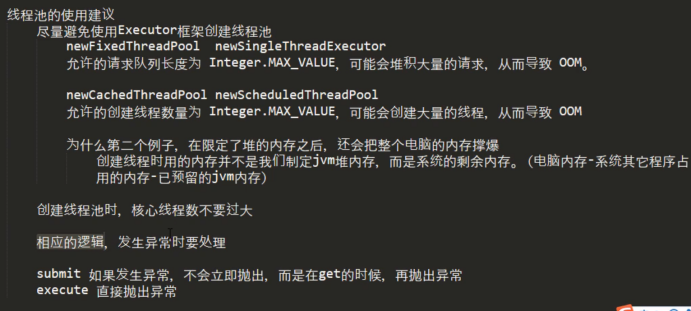 线程池的使用建议
尽量避免使用Executor框架创建线程池
newFixedThreadPool newSingleThreadExecutor
允许的请求队列长度为 Integer.MAX_VALUE，可能会堆积大量的请求，从而导致 OOM。
newCachedThreadPool newScheduledThreadPool
允许的创建线程数量为 Integer.MAX_VALUE，可能会创建大量的线程，从而导致 OOM
为什么第二个例子，在限定了堆的内存之后，还会把整个电脑的内存撑爆
创建线程时用的内存并不是我们制定jvm堆内存，而是系统的剩余内存。（电脑内存-系统其它程序占
用的内存-已预留的jvm内存）
创建线程池时，核心线程数不要过大
相应的逻辑，发生异常时要处理
submit 如果发生异常，不会立即抛出，而是在get的时候，再抛出异常
execute 直接抛出异常